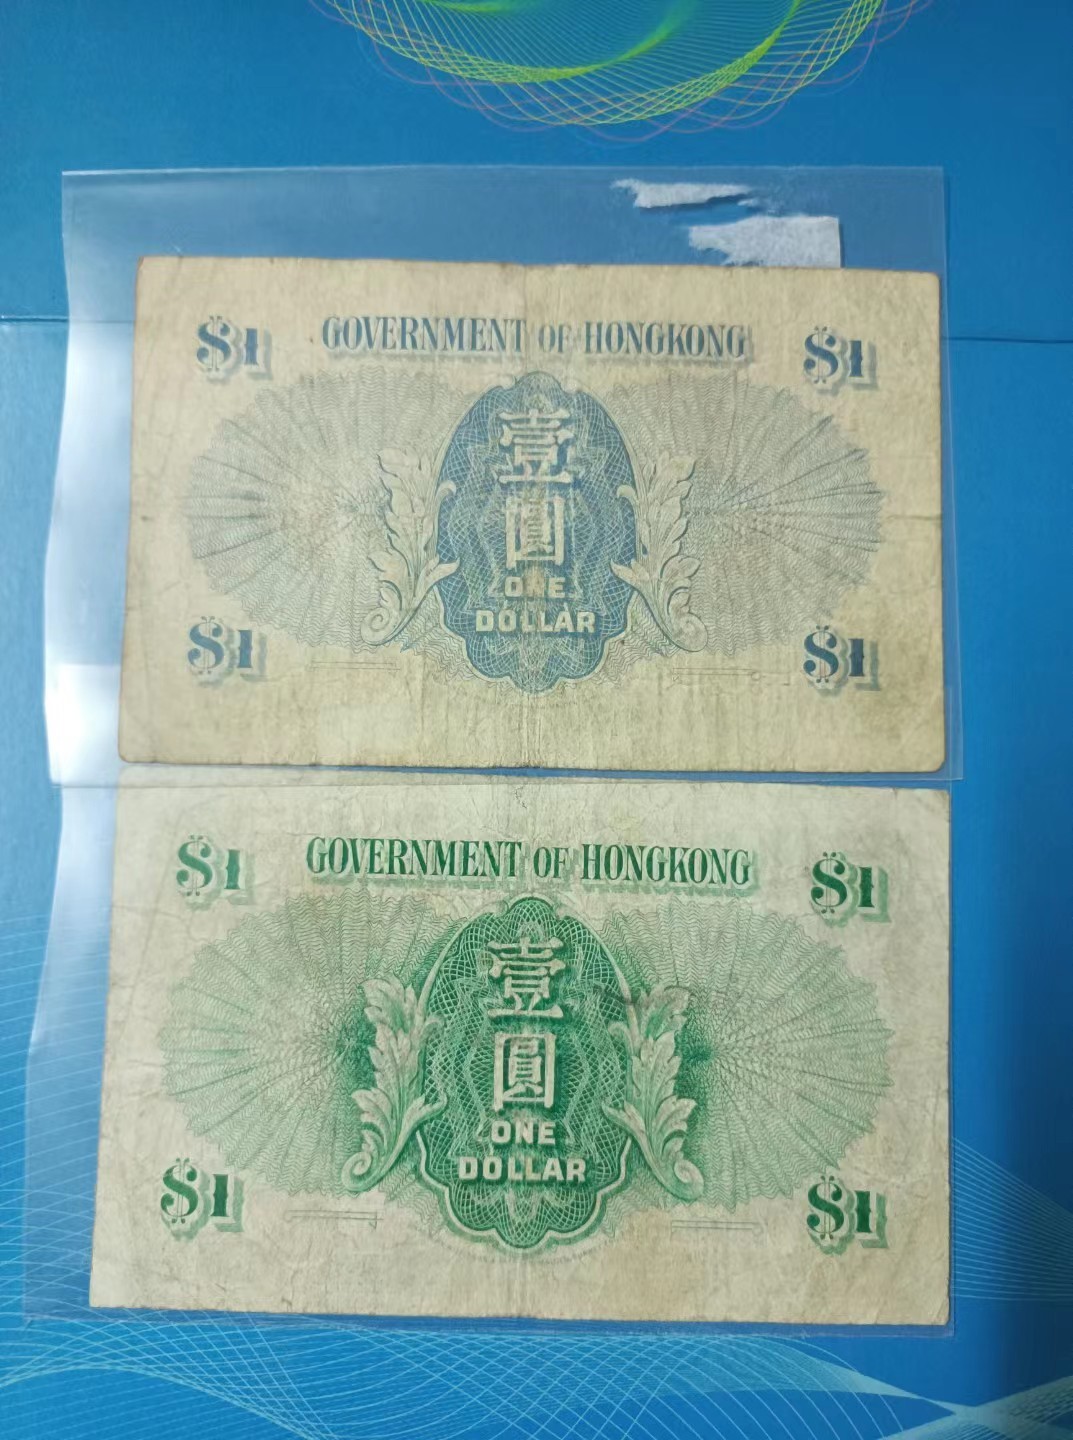 $1 GOVERNMENT OF HONGKONG $1
壹
圓
ONE
DOLLAR
$1 $1
$1 GOVERNMENT OF HONGKONG $1
壹
圓
ONE
DOLLAR
$1 $1